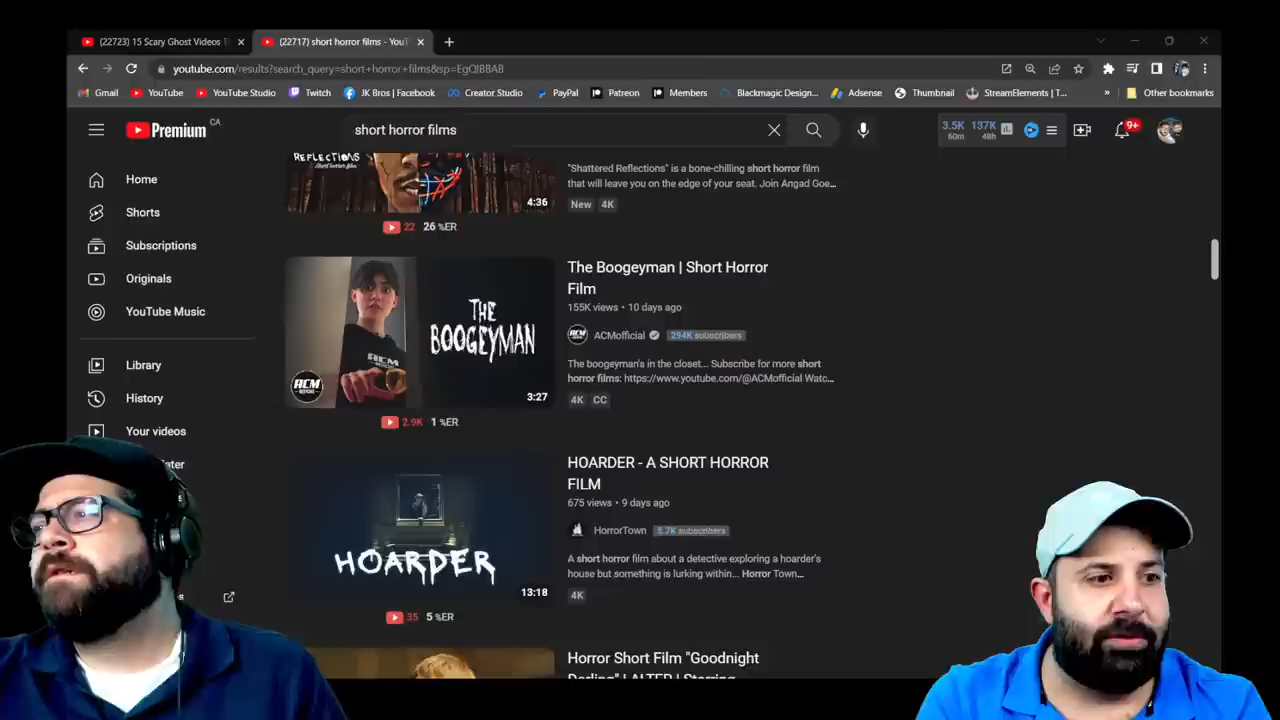 (22723) 15 Scary Ghost Videos
(22717) short horror films - YouT
youtube.com/results?search_query=short+horror+films&sp=EgQIBBAB
Gmail YouTube YouTube Studio Twitch JK Bros | Facebook Creator Studio PayPal Patreon Members Blackmagic Design... Adsense Thumbnail StreamElements | T... » Other bookmarks
Premium CA
short horror films
3.5K 137K
60m 48h
9+
Home
Shorts
Subscriptions
Originals
YouTube Music
Library
History
Your videos
REFLECTIONS
short horror film
4:36
"Shattered Reflections" is a bone-chilling short horror film
that will leave you on the edge of your seat. Join Angad Goe...
New 4K
22 26 %ER
THE
BOOGEYMAN
ACM
ACM
OFFICIAL
3:27
The Boogeyman | Short Horror
Film
155K views • 10 days ago
ACMofficial 294K subscribers
The boogeyman's in the closet... Subscribe for more short
horror films: https://www.youtube.com/@ACMofficial Watc...
4K CC
2.9K 1 %ER
HOARDER
13:18
HOARDER - A SHORT HORROR
FILM
675 views • 9 days ago
HorrorTown 5.7K subscribers
A short horror film about a detective exploring a hoarder's
house but something is lurking within... Horror Town...
4K
35 5 %ER
Horror Short Film "Goodnight
Darling" | ALTER | Starring